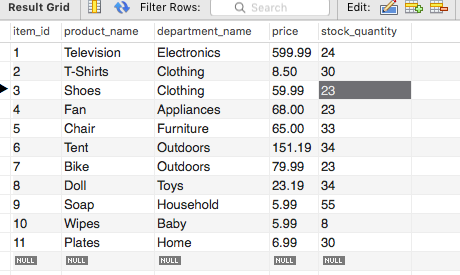 Result Grid Filter Rows: Search Edit:
item_id product_name department_name price stock_quantity
1 Television Electronics 599.99 24
2 T-Shirts Clothing 8.50 30
3 Shoes Clothing 59.99 23
4 Fan Appliances 68.00 23
5 Chair Furniture 65.00 33
6 Tent Outdoors 151.19 34
7 Bike Outdoors 79.99 23
8 Doll Toys 23.19 34
9 Soap Household 5.99 55
10 Wipes Baby 5.99 8
11 Plates Home 6.99 30
NULL NULL NULL NULL NULL